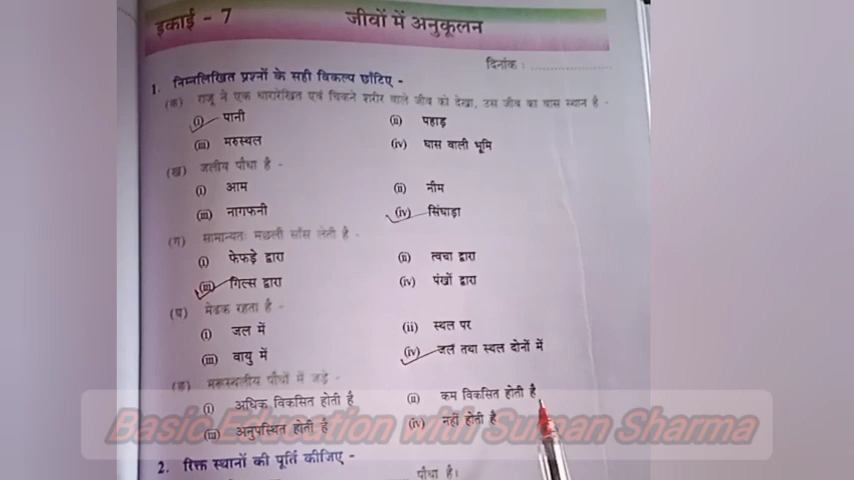 इकाई - 7 जीवों में अनुकूलन
दिनांक : ........................
1. निम्नलिखित प्रश्नों के सही विकल्प छाँटिए -
(क) राजू ने एक धारारेखित एवं चिकने शरीर वाले जीव को देखा, उस जीव का वास स्थान है -
(i) पानी (ii) पहाड़
(iii) मरुस्थल (iv) घास वाली भूमि
(ख) जलीय पौधा है -
(i) आम (ii) नीम
(iii) नागफनी (iv) सिंघाड़ा
(ग) सामान्यतः मछली साँस लेती है -
(i) फेफड़े द्वारा (ii) त्वचा द्वारा
(iii) गिल्स द्वारा (iv) पंखों द्वारा
(घ) मेढक रहता है -
(i) जल में (ii) स्थल पर
(iii) वायु में (iv) जल तथा स्थल दोनों में
(ङ) मरूस्थलीय पौधों में जड़े -
(i) अधिक विकसित होती है (ii) कम विकसित होती है
(iii) अनुपस्थित होती है (iv) नहीं होती है
Basic Education with Suman Sharma
2. रिक्त स्थानों की पूर्ति कीजिए -
पौधा है।